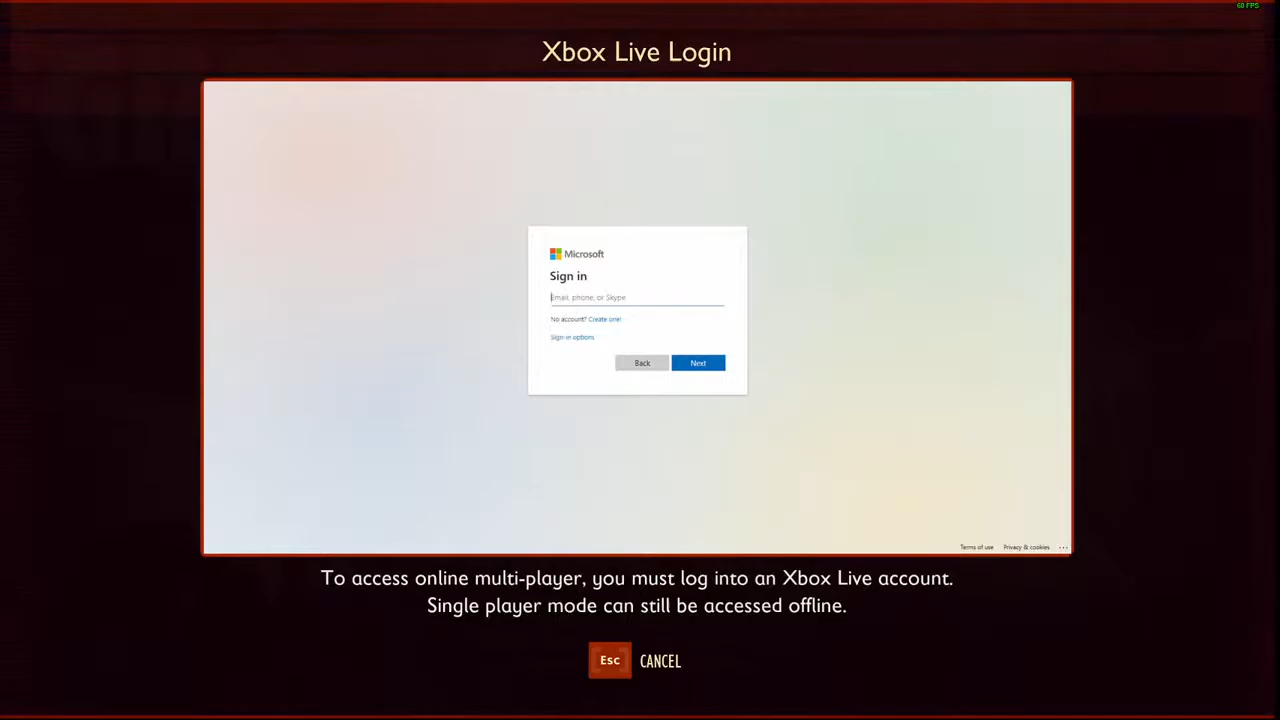 60 FPS
Xbox Live Login
Microsoft
Sign in
Email, phone, or Skype
No account? Create one!
Sign-in options
Back
Next
Terms of use
Privacy & cookies
...
To access online multi-player, you must log into an Xbox Live account.
Single player mode can still be accessed offline.
Esc
CANCEL